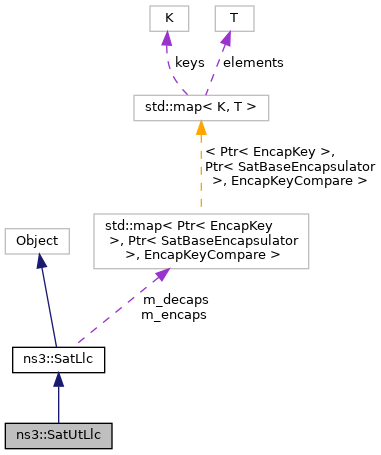 K
T
keys
elements
std::map< K, T >
< Ptr< EncapKey >,
Ptr< SatBaseEncapsulator
>, EncapKeyCompare >
std::map< Ptr< EncapKey
>, Ptr< SatBaseEncapsulator
>, EncapKeyCompare >
Object
m_decaps
m_encaps
ns3::SatLlc
ns3::SatUtLlc